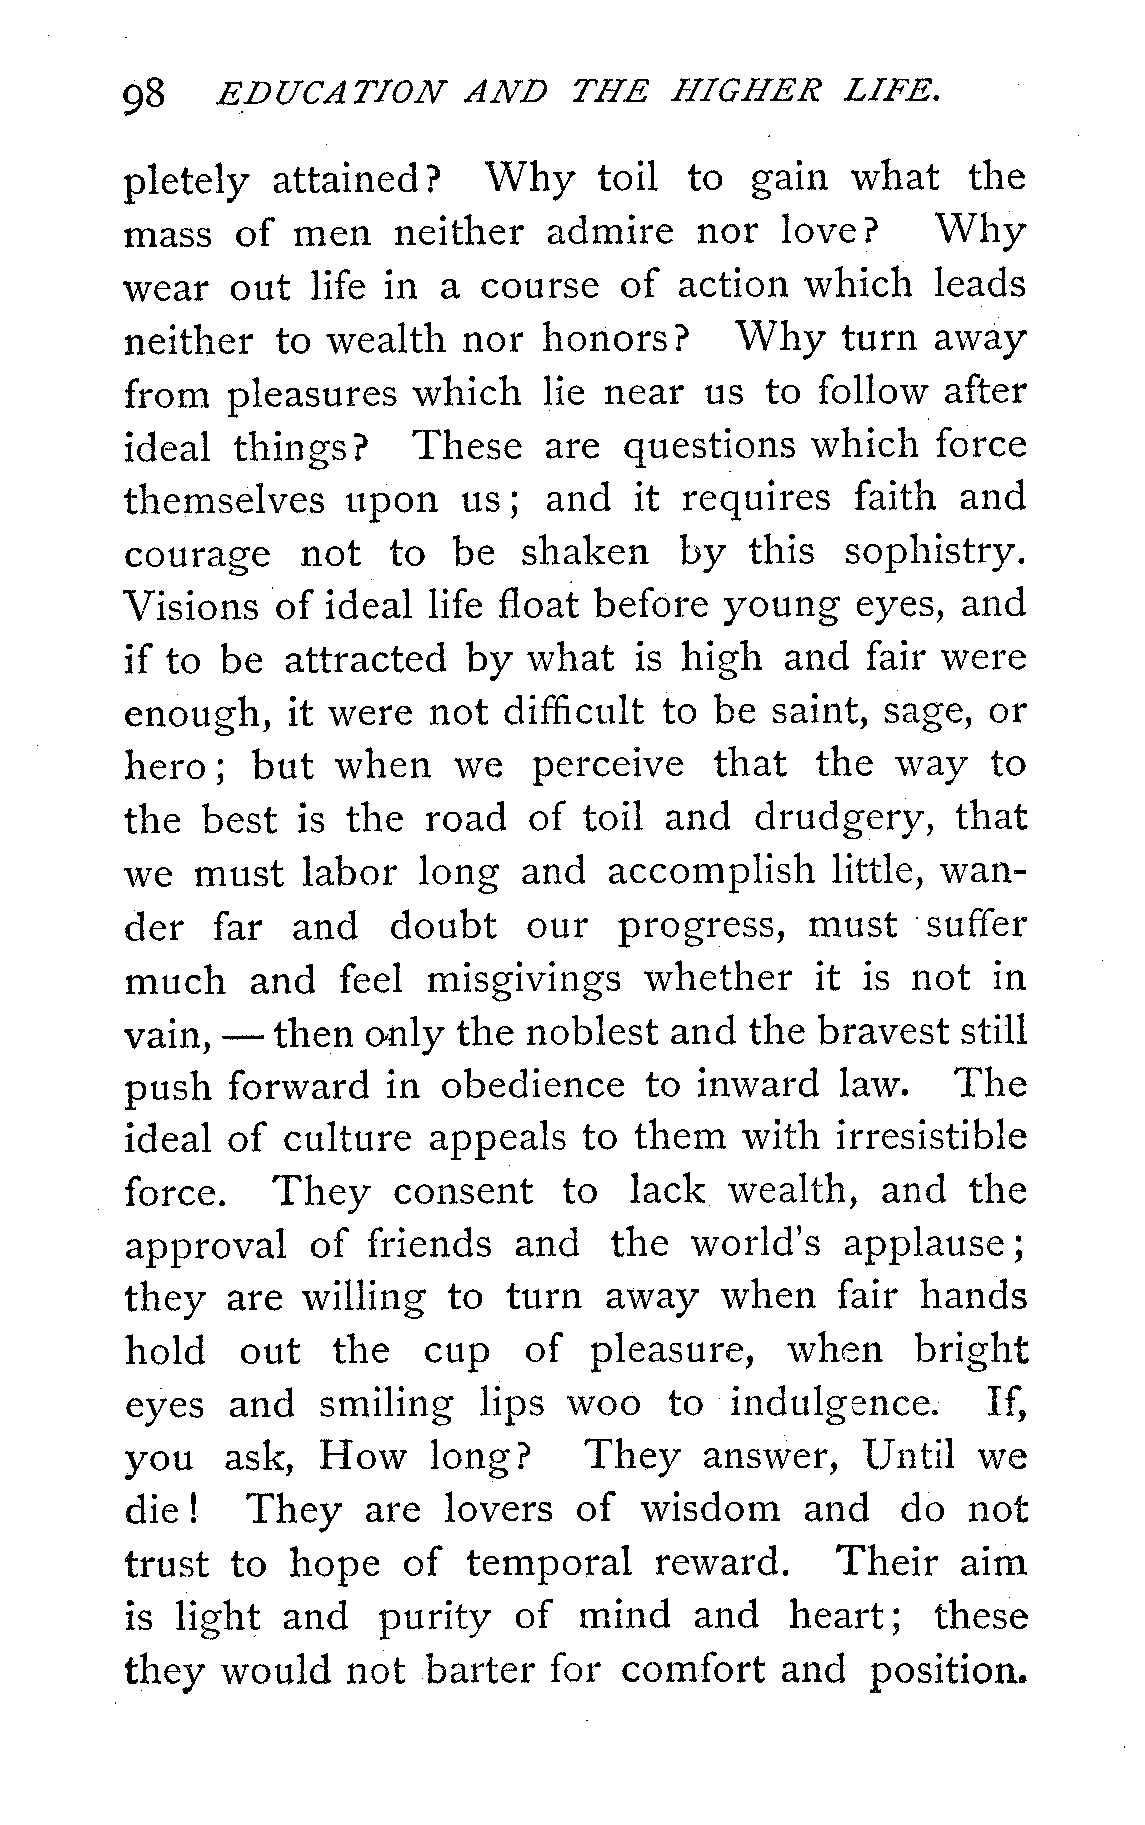 98 EDUCATION AND THE HIGHER LIFE.
pletely attained? Why toil to gain what the
mass of men neither admire nor love? Why
wear out life in a course of action which leads
neither to wealth nor honors? Why turn away
from pleasures which lie near us to follow after
ideal things? These are questions which force
themselves upon us; and it requires faith and
courage not to be shaken by this sophistry.
Visions of ideal life float before young eyes, and
if to be attracted by what is high and fair were
enough, it were not difficult to be saint, sage, or
hero; but when we perceive that the way to
the best is the road of toil and drudgery, that
we must labor long and accomplish little, wan-
der far and doubt our progress, must suffer
much and feel misgivings whether it is not in
vain, — then only the noblest and the bravest still
push forward in obedience to inward law. The
ideal of culture appeals to them with irresistible
force. They consent to lack wealth, and the
approval of friends and the world's applause;
they are willing to turn away when fair hands
hold out the cup of pleasure, when bright
eyes and smiling lips woo to indulgence. If,
you ask, How long? They answer, Until we
die! They are lovers of wisdom and do not
trust to hope of temporal reward. Their aim
is light and purity of mind and heart; these
they would not barter for comfort and position.